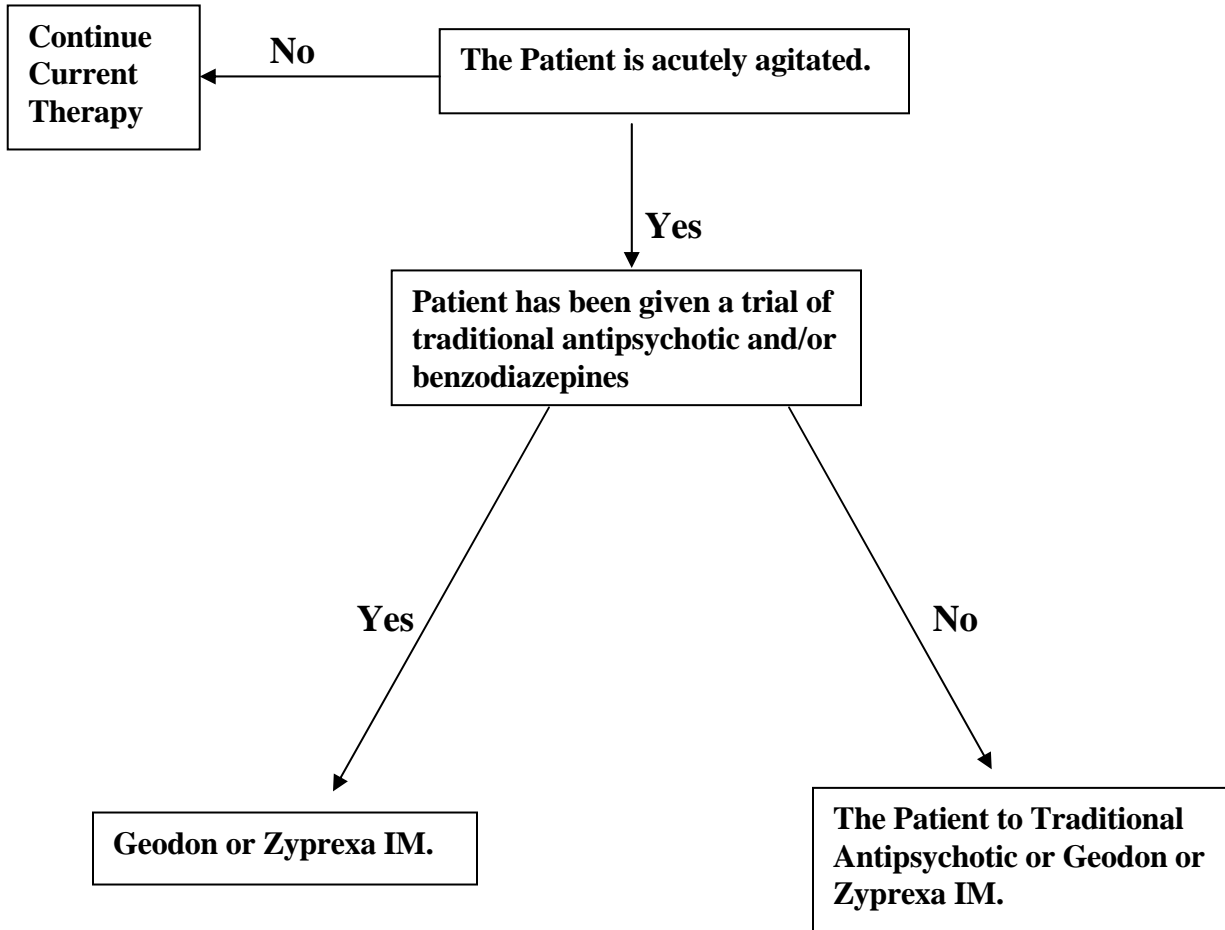 Continue
Current
Therapy
No
The Patient is acutely agitated.
Yes
Patient has been given a trial of
traditional antipsychotic and/or
benzodiazepines
Yes
No
Geodon or Zyprexa IM.
The Patient to Traditional
Antipsychotic or Geodon or
Zyprexa IM.